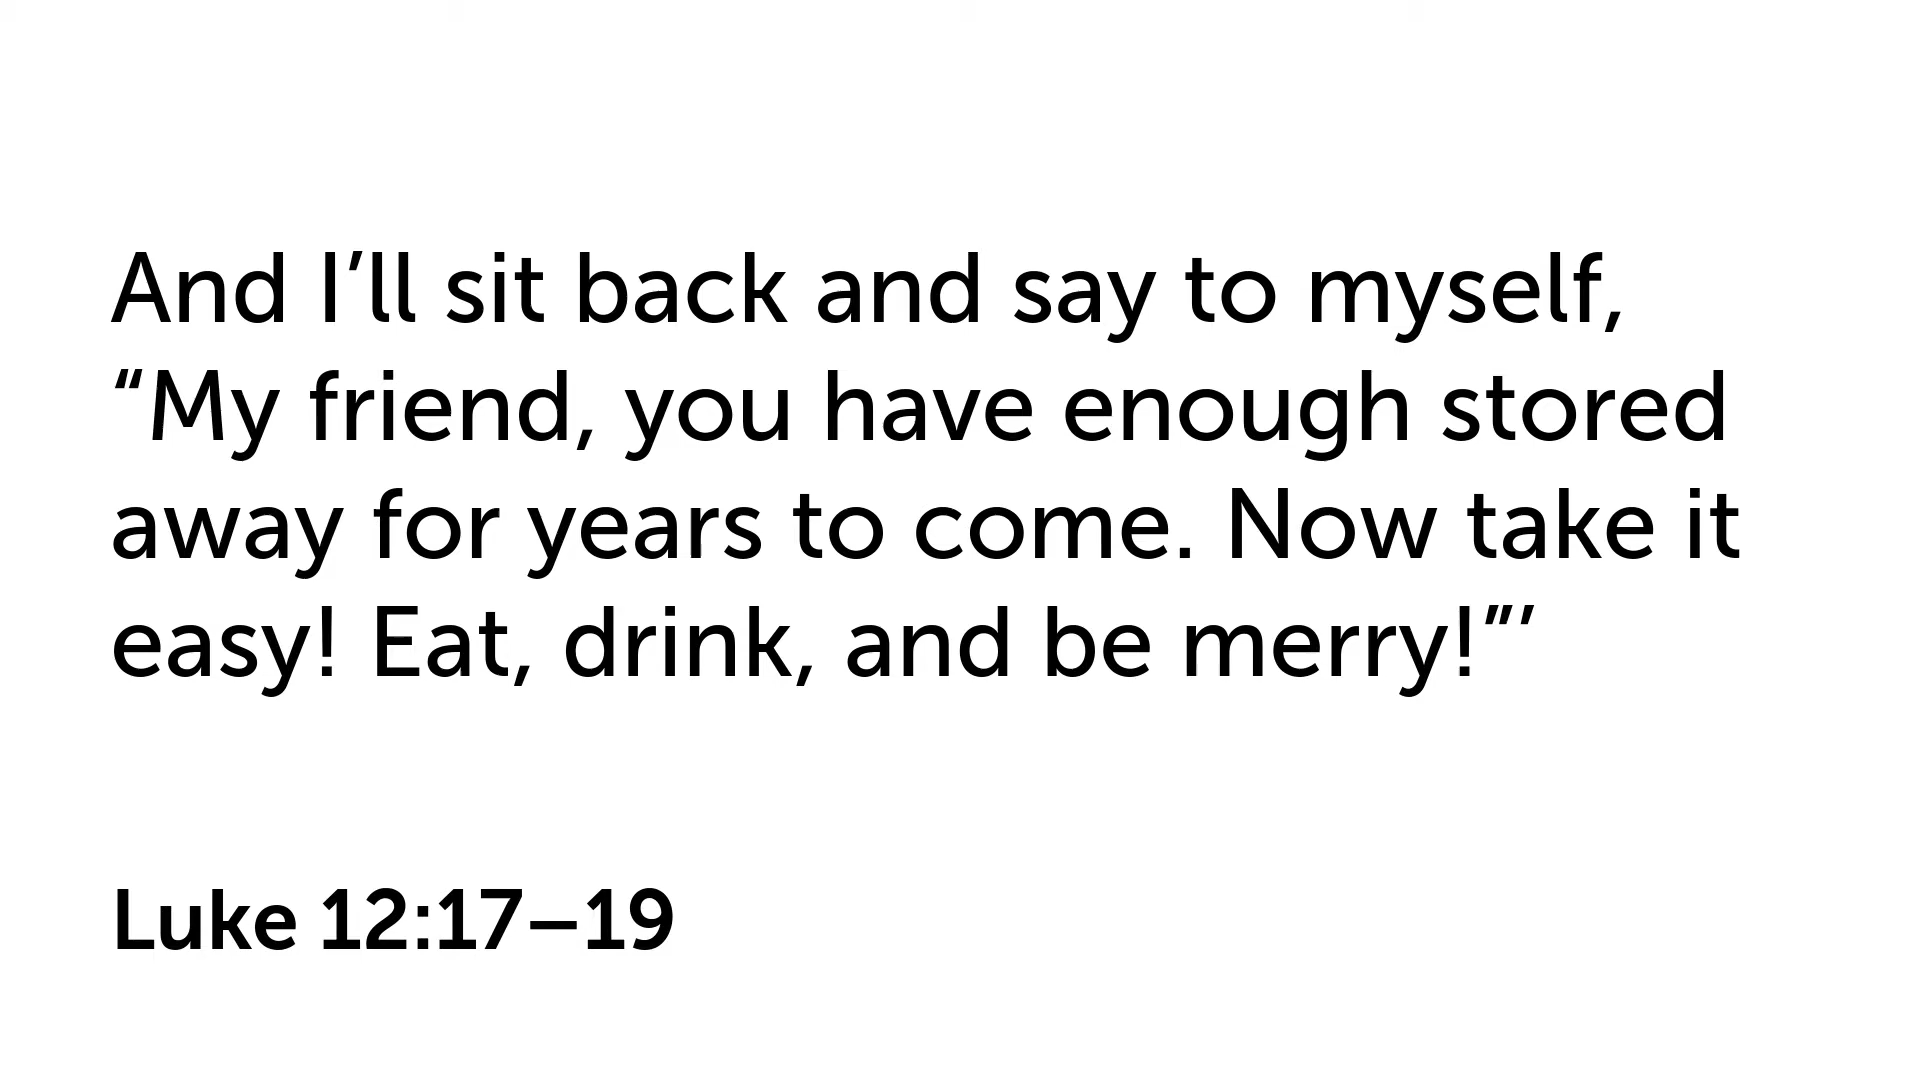 And I’ll sit back and say to myself,
“My friend, you have enough stored
away for years to come. Now take it
easy! Eat, drink, and be merry!”’
Luke 12:17–19